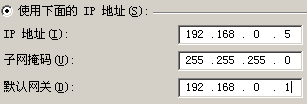 使用下面的 IP 地址(S):
IP 地址(I): 192 .168 . 0 . 5
子网掩码(U): 255 .255 .255 . 0
默认网关(D): 192 .168 . 0 . 1